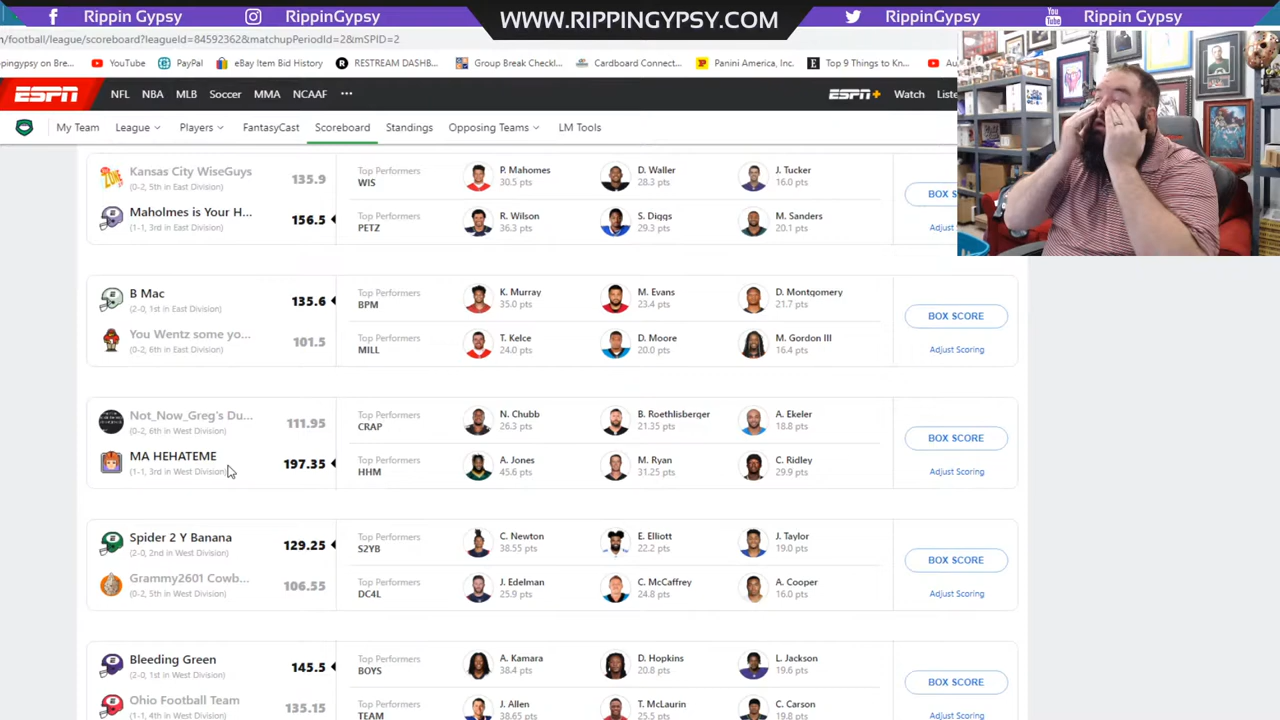 Rippin Gypsy RippinGypsy WWW.RIPPINGYPSY.COM RippinGypsy You Tube Rippin Gypsy
n/football/league/scoreboard?leagueId=84592362&matchupPeriodId=2&mSPID=2
ppingypsy on Bre... YouTube PayPal eBay Item Bid History RESTREAM DASHB... Group Break Checkl... Cardboard Connect... Panini America, Inc. Top 9 Things to Kn... Au
ESPN NFL NBA MLB Soccer MMA NCAAF ••• ESPN+ Watch Liste
My Team League Players FantasyCast Scoreboard Standings Opposing Teams LM Tools
Kansas City WiseGuys
(0-2, 5th in East Division)
135.9
Top Performers
WIS
P. Mahomes
30.5 pts
D. Waller
28.3 pts
J. Tucker
16.0 pts
Maholmes is Your H...
(1-1, 3rd in East Division)
156.5
Top Performers
PETZ
R. Wilson
36.3 pts
S. Diggs
29.3 pts
M. Sanders
20.1 pts
BOX S
Adjust
B Mac
(2-0, 1st in East Division)
135.6
Top Performers
BPM
K. Murray
35.0 pts
M. Evans
23.4 pts
D. Montgomery
21.7 pts
You Wentz some yo...
(0-2, 6th in East Division)
101.5
Top Performers
MILL
T. Kelce
24.0 pts
D. Moore
20.0 pts
M. Gordon III
16.4 pts
BOX SCORE
Adjust Scoring
Not_Now_Greg's Du...
(0-2, 6th in West Division)
111.95
Top Performers
CRAP
N. Chubb
26.3 pts
B. Roethlisberger
21.35 pts
A. Ekeler
18.8 pts
MA HEHATEME
(1-1, 3rd in West Division)
197.35
Top Performers
HHM
A. Jones
45.6 pts
M. Ryan
31.25 pts
C. Ridley
29.9 pts
BOX SCORE
Adjust Scoring
Spider 2 Y Banana
(2-0, 2nd in West Division)
129.25
Top Performers
S2YB
C. Newton
38.55 pts
E. Elliott
22.2 pts
J. Taylor
19.0 pts
Grammy2601 Cowb...
(0-2, 5th in West Division)
106.55
Top Performers
DC4L
J. Edelman
25.9 pts
C. McCaffrey
24.8 pts
A. Cooper
16.0 pts
BOX SCORE
Adjust Scoring
Bleeding Green
(2-0, 1st in West Division)
145.5
Top Performers
BOYS
A. Kamara
38.4 pts
D. Hopkins
20.8 pts
L. Jackson
19.6 pts
Ohio Football Team
(1-1, 4th in West Division)
135.15
Top Performers
TEAM
J. Allen
38.65 pts
T. McLaurin
25.5 pts
C. Carson
19.8 pts
BOX SCORE
Adjust Scoring